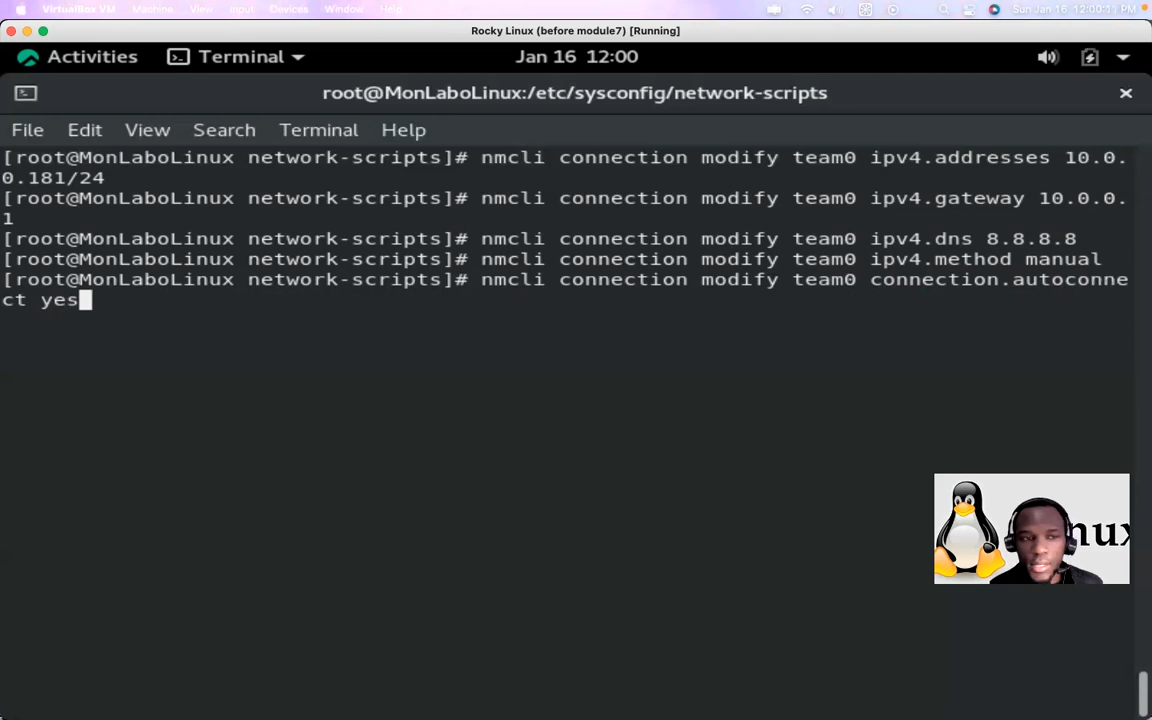 VirtualBox VM Machine View Input Devices Window Help Sun Jan 16 12:00:11 PM
Rocky Linux (before module7) [Running]
Activities Terminal Jan 16 12:00
root@MonLaboLinux:/etc/sysconfig/network-scripts
File Edit View Search Terminal Help
[root@MonLaboLinux network-scripts]# nmcli connection modify team0 ipv4.addresses 10.0.
0.181/24
[root@MonLaboLinux network-scripts]# nmcli connection modify team0 ipv4.gateway 10.0.0.
1
[root@MonLaboLinux network-scripts]# nmcli connection modify team0 ipv4.dns 8.8.8.8
[root@MonLaboLinux network-scripts]# nmcli connection modify team0 ipv4.method manual
[root@MonLaboLinux network-scripts]# nmcli connection modify team0 connection.autoconne
ct yes
nux